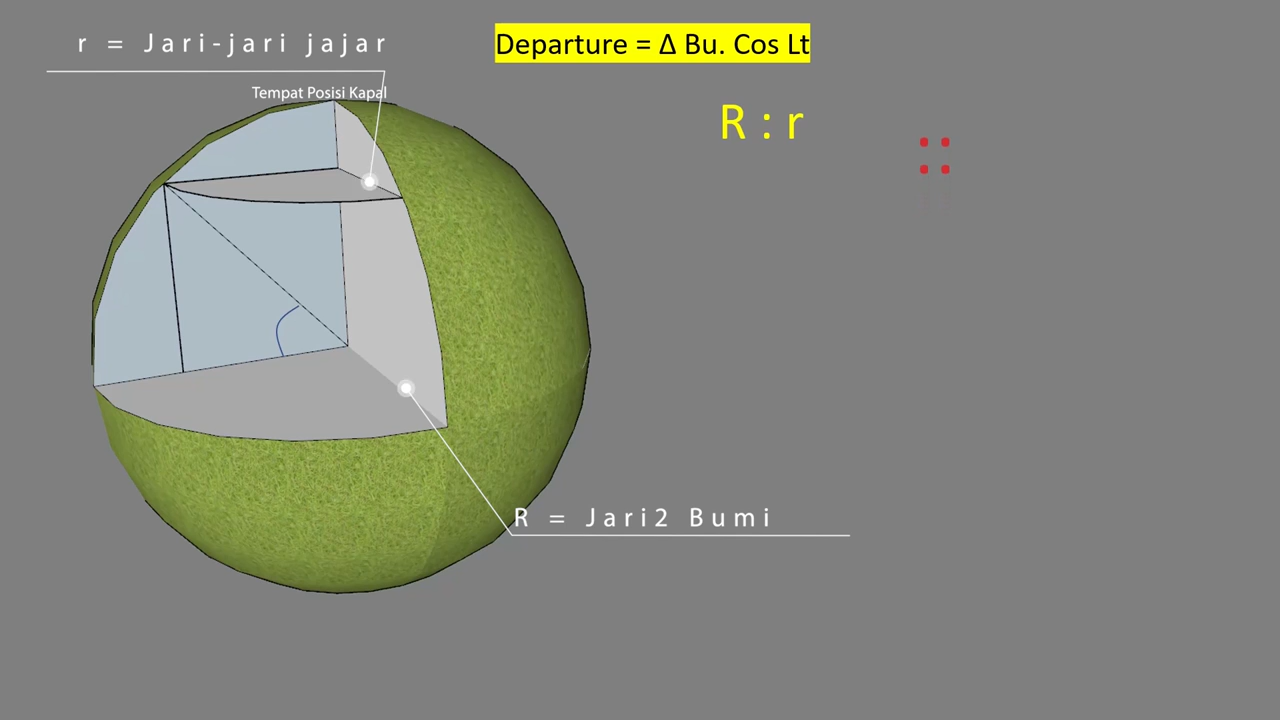 r = Jari-jari jajar
Departure = Δ Bu. Cos Lt
Tempat Posisi Kapal
R : r
R = Jari2 Bumi